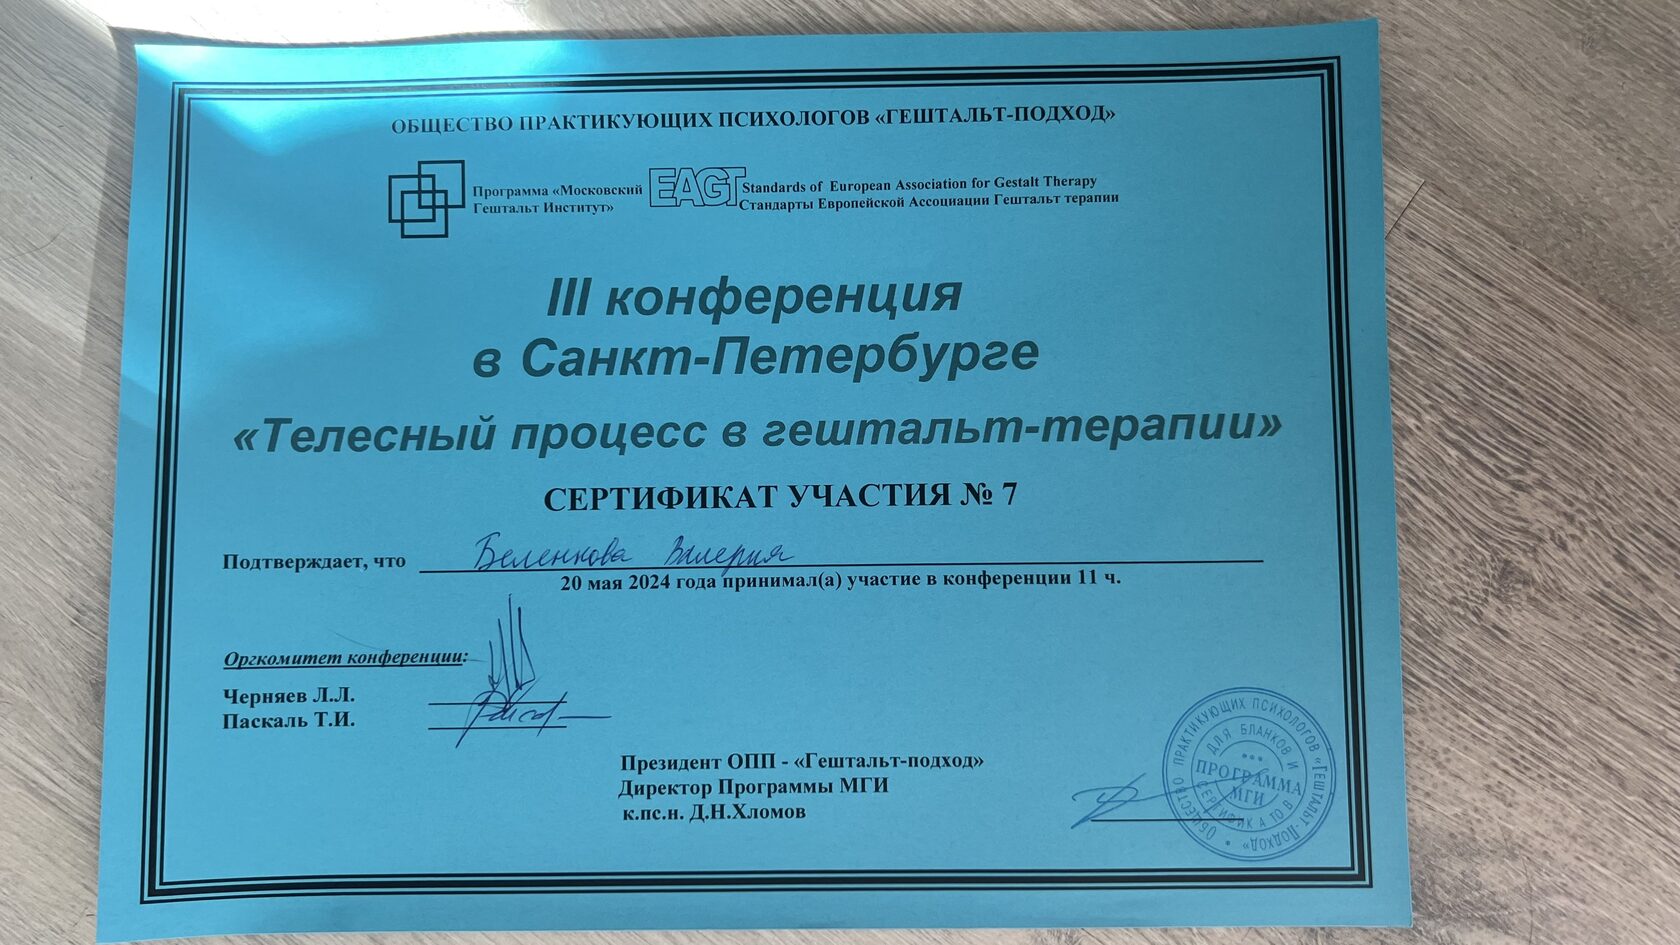 ОБЩЕСТВО ПРАКТИКУЮЩИХ ПСИХОЛОГОВ «ГЕШТАЛЬТ-ПОДХОД»
Программа «Московский
Гештальт Институт»
EAGT
Standards of European Association for Gestalt Therapy
Стандарты Европейской Ассоциации Гештальт терапии
III конференция
в Санкт-Петербурге
«Телесный процесс в гештальт-терапии»
СЕРТИФИКАТ УЧАСТИЯ № 7
Подтверждает, что Беленкова Валерия
20 мая 2024 года принимал(а) участие в конференции 11 ч.
Оргкомитет конференции:
Черняев Л.Л.
Паскаль Т.И.
Президент ОПП - «Гештальт-подход»
Директор Программы МГИ
к.пс.н. Д.Н.Хломов
ОБЩЕСТВО ПРАКТИКУЮЩИХ ПСИХОЛОГОВ «ГЕШТАЛЬТ-ПОДХОД»
ДЛЯ БЛАНКОВ И СЕРТИФИКАТОВ
ПРОГРАММА
МГИ